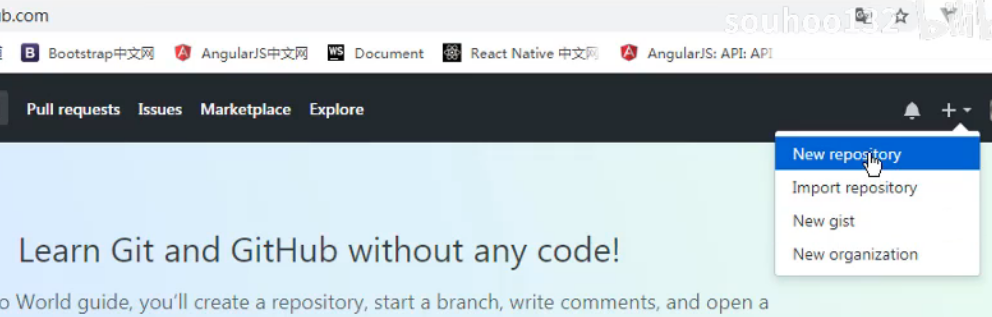 b.com
souhoo132
Bootstrap中文网 AngularJS中文网 WS Document React Native 中文网 AngularJS: API: API
Pull requests Issues Marketplace Explore
New repository
Import repository
New gist
New organization
Learn Git and GitHub without any code!
o World guide, you'll create a repository, start a branch, write comments, and open a